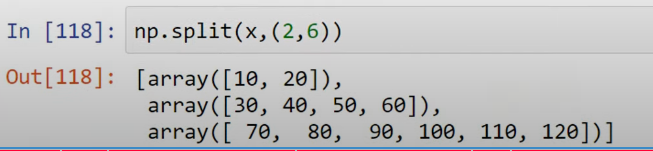 In [118]: np.split(x,(2,6))
Out[118]: [array([10, 20]),
array([30, 40, 50, 60]),
array([ 70,  80,  90, 100, 110, 120])]